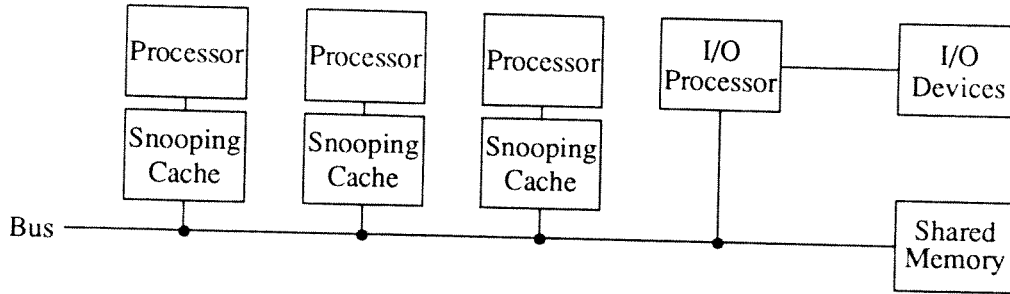 Processor
Processor
Processor
I/O
Processor
I/O
Devices
Snooping
Cache
Snooping
Cache
Snooping
Cache
Bus
Shared
Memory